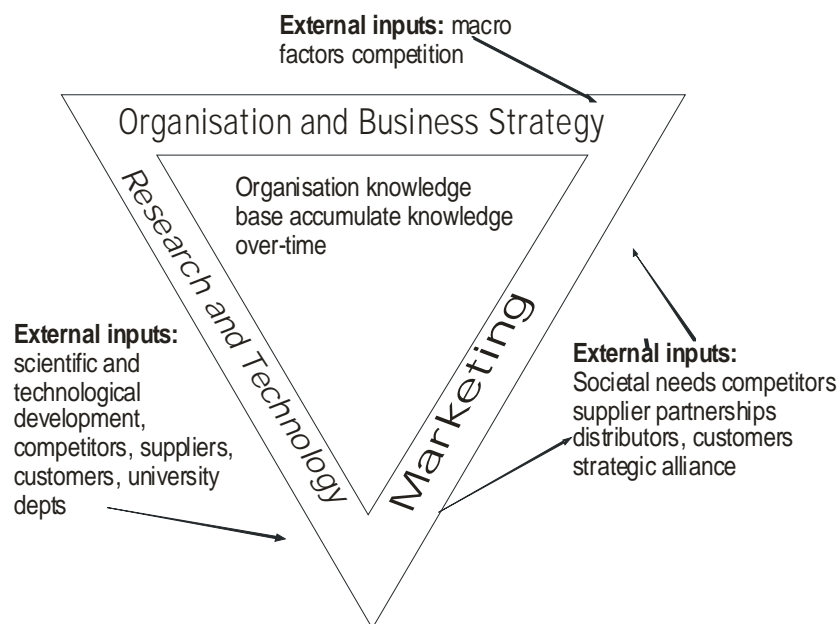 External inputs: macro
factors competition
Organisation and Business Strategy
Organisation knowledge
base accumulate knowledge
over-time
Research and Technology
Marketing
External inputs:
scientific and
technological
development,
competitors, suppliers,
customers, university
depts
External inputs:
Societal needs competitors
supplier partnerships
distributors, customers
strategic alliance